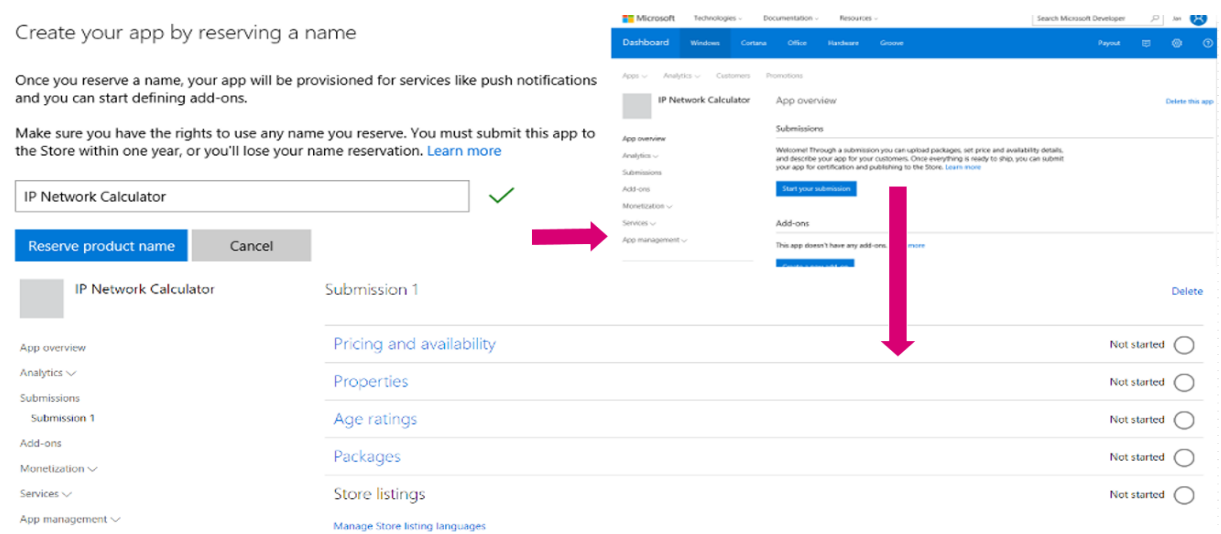 Create your app by reserving a name
Once you reserve a name, your app will be provisioned for services like push notifications
and you can start defining add-ons.
Make sure you have the rights to use any name you reserve. You must submit this app to
the Store within one year, or you'll lose your name reservation. Learn more
IP Network Calculator
Reserve product name
Cancel
Microsoft
Technologies
Documentation
Resources
Search Microsoft Developer
Jan
Dashboard
Windows
Cortana
Office
Hardware
Groove
Payout
Apps
Analytics
Customers
Promotions
IP Network Calculator
App overview
Analytics
Submissions
Add-ons
Monetization
Services
App management
App overview
Delete this app
Submissions
Welcome! Through a submission you can upload packages, set price and availability details,
and describe your app for your customers. Once everything is ready to ship, you can submit
your app for certification and publishing to the Store. Learn more
Start your submission
Add-ons
This app doesn't have any add-ons. more
IP Network Calculator
App overview
Analytics
Submissions
Submission 1
Add-ons
Monetization
Services
App management
Submission 1
Delete
Pricing and availability
Not started
Properties
Not started
Age ratings
Not started
Packages
Not started
Store listings
Not started
Manage Store listing languages